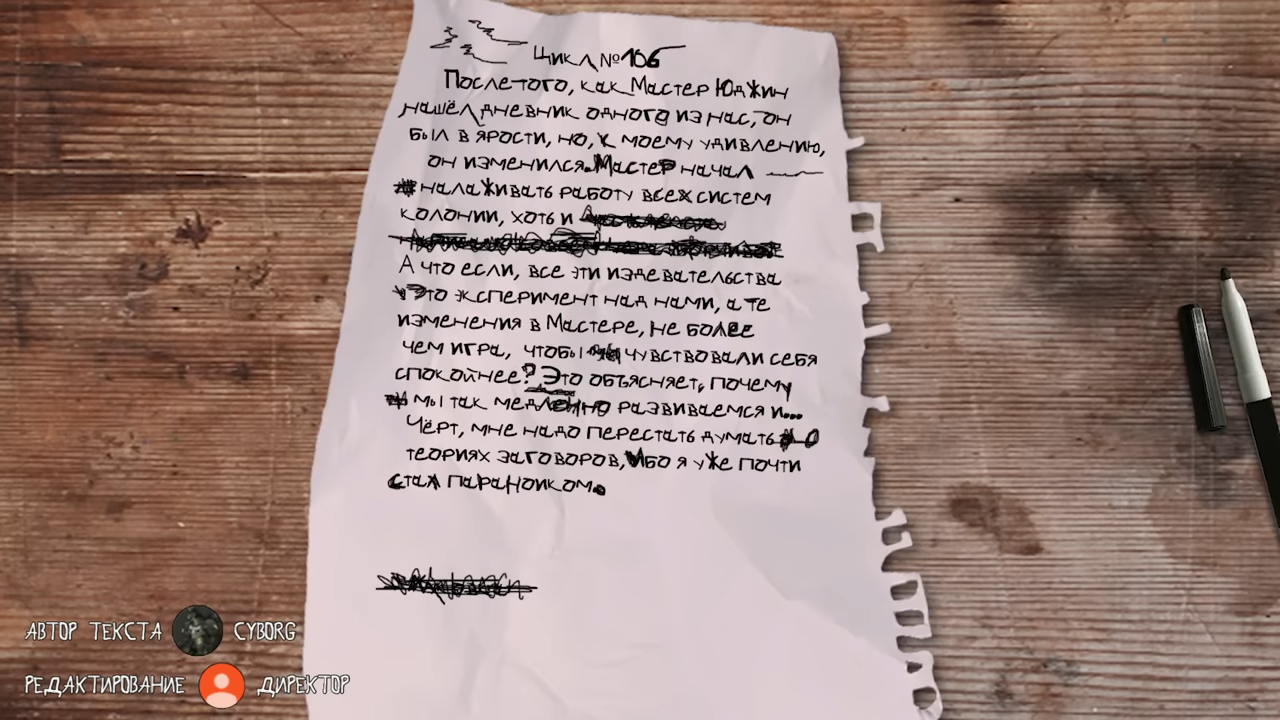 Цикл №106
После того, как Мастер Юджин
нашёл дневник одного из нас, он
был в ярости, но, к моему удивлению,
он изменился. Мастер начал
налаживать работу всех систем
колонии, хоть и
А что если, все эти издевательства
Это эксперимент над нами, а те
изменения в Мастере, не более
чем игра, чтобы чувствовали себя
спокойнее? Это объясняет, почему
мы так медленно развиваемся и...
Чёрт, мне надо перестать думать о
теориях заговоров, ибо я уже почти
стал параноиком.
АВТОР ТЕКСТА CYBORG
РЕДАКТИРОВАНИЕ ДИРЕКТОР